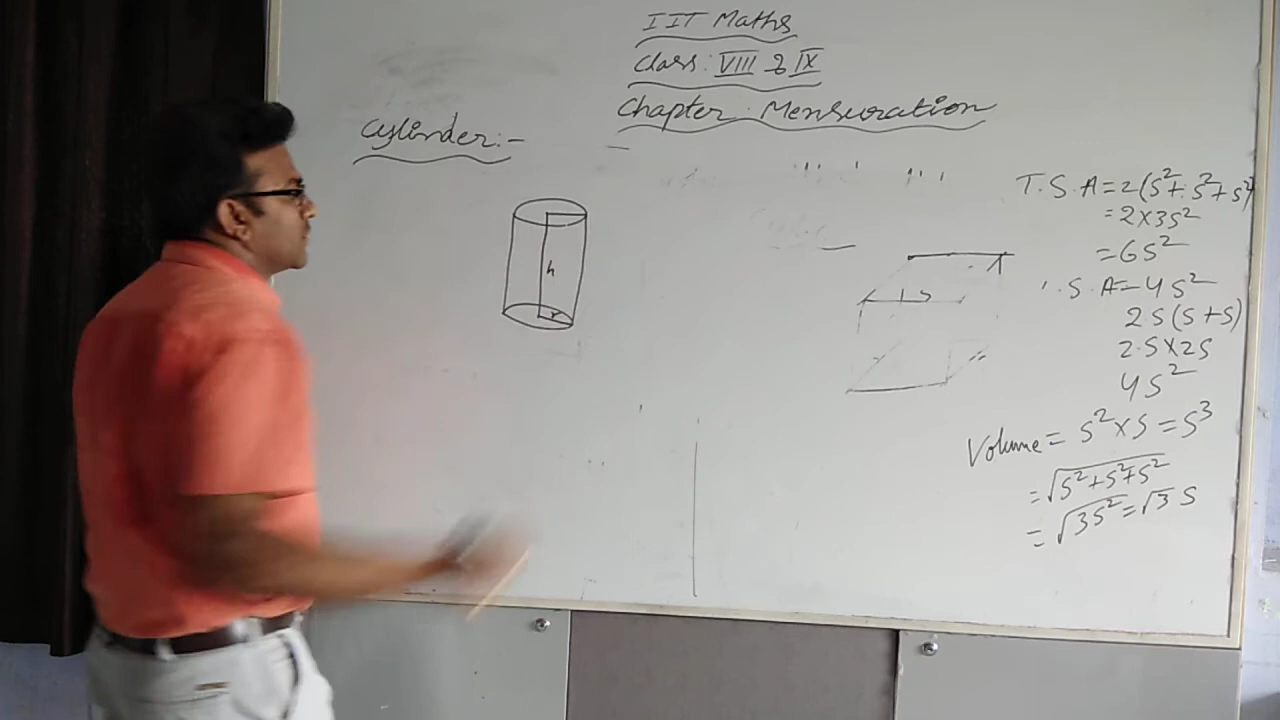 IIT Maths
Class: VIII & IX
Chapter: Mensuration
Cylinder:-
h
r
S
T.S.A = 2(S²+S²+S²)
= 2×3S²
= 6S²
.S.A = 4S²
2S(S+S)
2S×2S
4S²
Volume = S²×S = S³
= √S²+S²+S²
= √3S² = √3 S